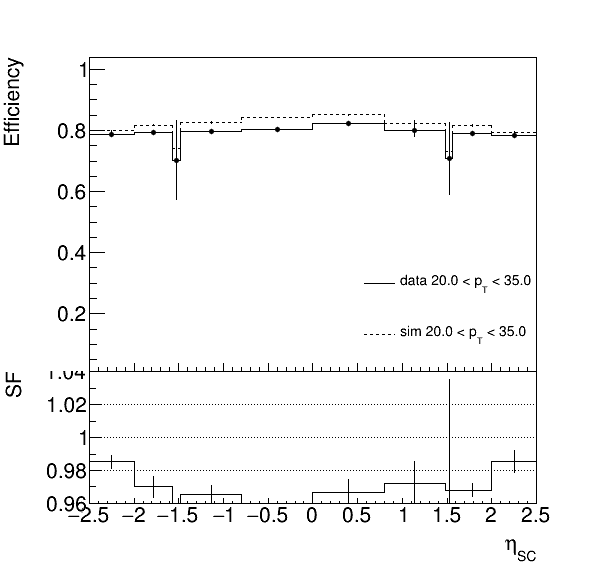 Efficiency
1
0.8
0.6
0.4
0.2
data 20.0 < p_T < 35.0
sim 20.0 < p_T < 35.0
SF
1.04
1.02
1
0.98
0.96
−2.5 −2 −1.5 −1 −0.5 0 0.5 1 1.5 2 2.5
η_SC